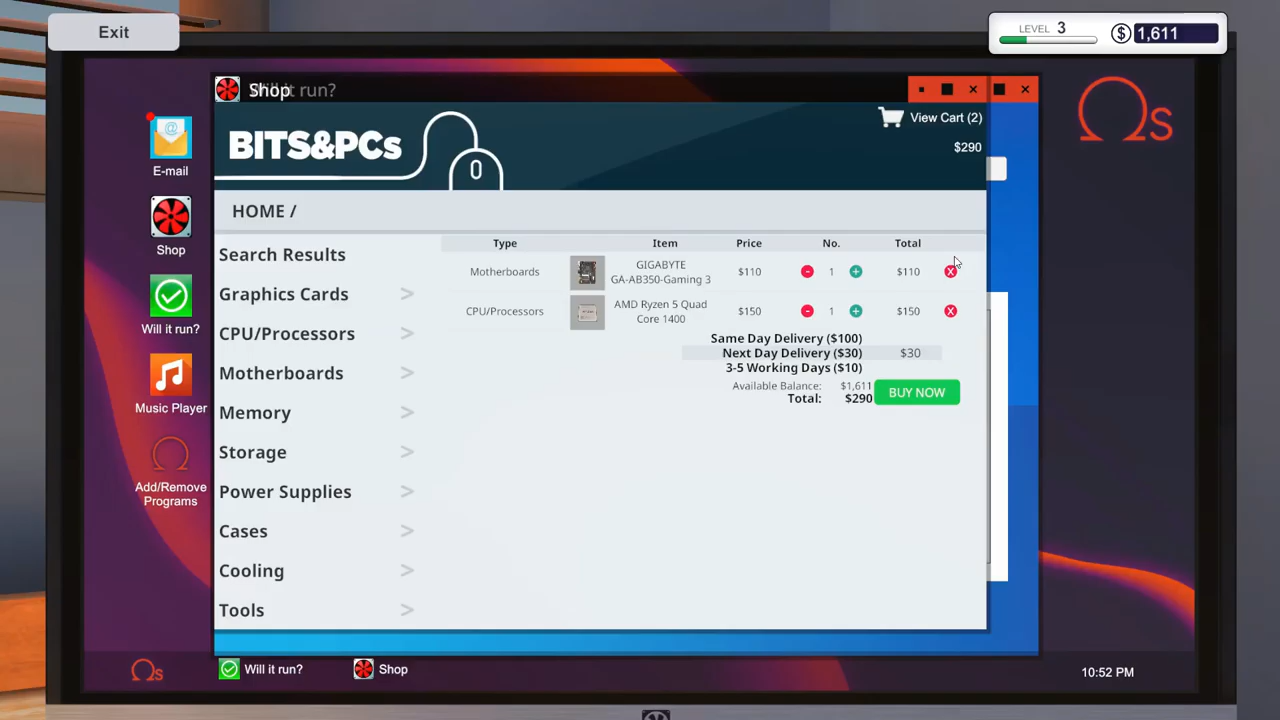 Exit
LEVEL 3
$ 1,611
Shop
it run?
BITS&PCs
View Cart (2)
$290
HOME /
E-mail
Shop
Will it run?
Music Player
Add/Remove
Programs
Search Results
Graphics Cards >
CPU/Processors >
Motherboards >
Memory >
Storage >
Power Supplies >
Cases >
Cooling >
Tools >
Type Item Price No. Total
Motherboards GIGABYTE GA-AB350-Gaming 3 $110 - 1 + $110 X
CPU/Processors AMD Ryzen 5 Quad Core 1400 $150 - 1 + $150 X
Same Day Delivery ($100)
Next Day Delivery ($30) $30
3-5 Working Days ($10)
Available Balance: $1,611
Total: $290
BUY NOW
Ωs
Ωs
Will it run?
Shop
10:52 PM